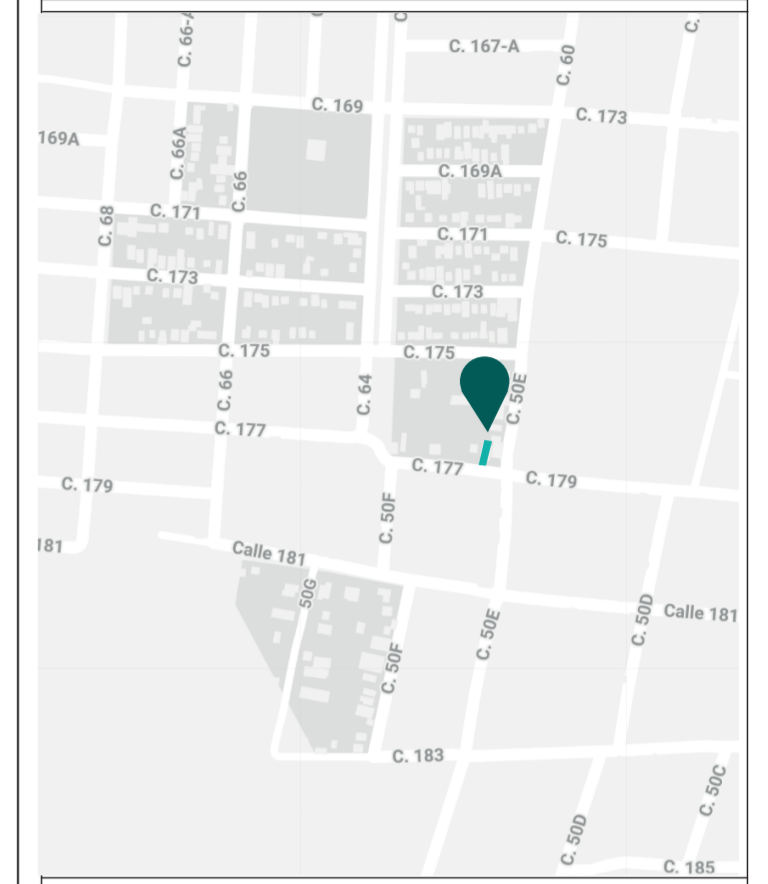 C. 66-A
C.
C. 167-A
C. 60
C. 169
C. 173
169A
C. 66A
C. 169A
C. 66
C. 68
C. 171
C. 171
C. 175
C. 173
C. 173
C. 175
C. 175
C. 66
C. 64
C. 50E
C. 177
C. 177
C. 179
C. 179
C. 50F
181
Calle 181
50G
C. 50E
C. 50D
Calle 181
C. 50F
C. 183
C. 50C
C. 50D
C. 185